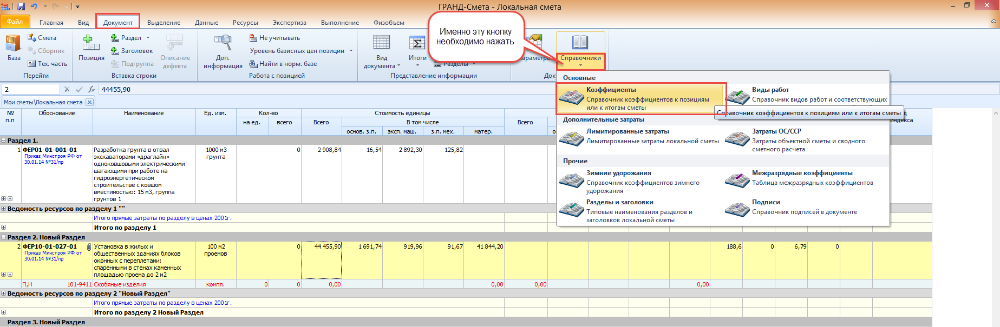 ГРАНД-Смета - Локальная смета
Файл Главная Вид Документ Выделение Данные Ресурсы Экспертиза Выполнение Физобъем
Именно эту кнопку
необходимо нажать
База
Смета
Сборник
Тех. часть
Перейти
Позиция
Раздел
Заголовок
Подгруппа
Описание
дефекта
Вставка строки
Доп.
информация
Не учитывать
Уровень базисных цен позиции
Найти в норм. базе
Работа с позицией
Вид
документа
Итоги
Разделы
Представление информации
Справочники
2 44455,90
Мои сметы\Локальная смета
№
п.п
Обоснование Наименование Ед. изм. Кол-во Стоимость единицы
на ед. всего Всего В том числе Всего
основ. з.п. эксп. маш. з.п. мех. матер.
Основные
Коэффициенты
Справочник коэффициентов к позициям
или к итогам сметы
Виды работ
Справочник видов работ и соответствующих
Справочник коэффициентов к позициям или к итогам сметы
Дополнительные затраты
Лимитированные затраты
Лимитированные затраты локальной сметы
Затраты ОС/ССР
Затраты объектной сметы и сводного
сметного расчета
Прочие
Зимние удорожания
Справочник коэффициентов зимнего
удорожания
Межразрядные коэффициенты
Таблица межразрядных коэффициентов
Разделы и заголовки
Типовые наименования разделов и
заголовков локальной сметы
Подписи
Справочник подписей в документе
Раздел 1.
1 ФЕР01-01-001-01
Приказ Минстроя РФ от
30.01.14 №31/пр
Разработка грунта в отвал
экскаваторами «драглайн»
одноковшовыми электрическими
шагающими при работе на
гидроэнергетическом
строительстве с ковшом
вместимостью: 15 м3, группа
грунтов 1
1000 м3
грунта
0 2 908,84 16,54 2 892,30 125,82
Ведомость ресурсов по разделу 1 ""
Итого прямые затраты по разделу в ценах 2001г.
Итого по разделу 1
Раздел 2. Новый Раздел
2 ФЕР10-01-027-01
Приказ Минстроя РФ от
30.01.14 №31/пр
Установка в жилых и
общественных зданиях блоков
оконных с переплетами:
спаренными в стенах каменных
площадью проема до 2 м2
100 м2
проемов
0 44 455,90 1 691,74 919,96 91,67 41 844,20 188,6 0 6,79 0
П,Н 101-9411 Скобяные изделия компл. 0 0 0,00 0,00 0,00 0,00
Ведомость ресурсов по разделу 2 "Новый Раздел"
Итого прямые затраты по разделу в ценах 2001г.
Итого по разделу 2 Новый Раздел
Раздел 3. Новый Раздел